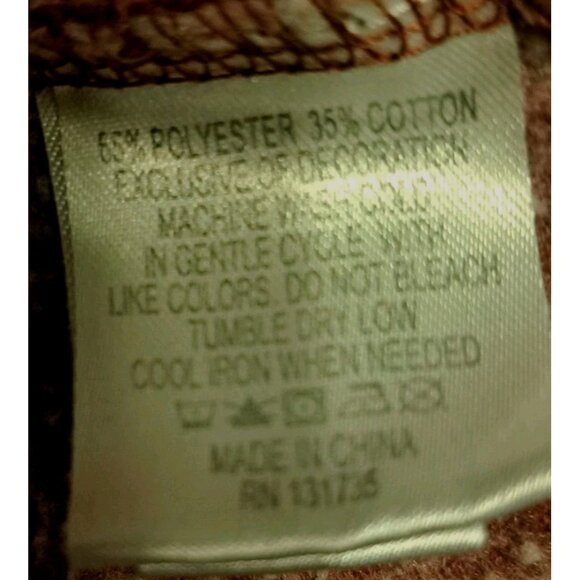 65% POLYESTER 35% COTTON
EXCLUSIVE OF DECORATION
MACHINE WASH COLD
IN GENTLE CYCLE WITH
LIKE COLORS. DO NOT BLEACH
TUMBLE DRY LOW
COOL IRON WHEN NEEDED
MADE IN CHINA
RN 131735